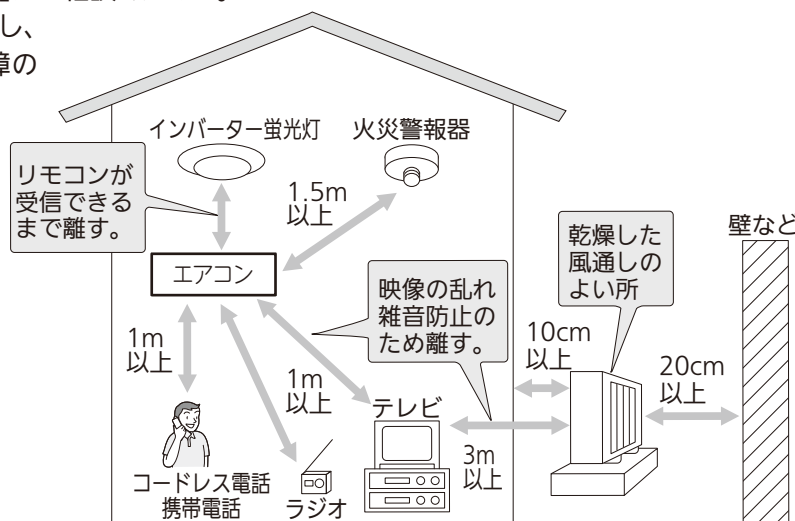 し、
障の
インバーター蛍光灯
火災警報器
リモコンが
受信できる
まで離す。
1.5m
以上
エアコン
映像の乱れ
雑音防止の
ため離す。
乾燥した
風通しの
よい所
壁など
1m
以上
1m
以上
10cm
以上
20cm
以上
テレビ
3m
以上
コードレス電話
携帯電話
ラジオ